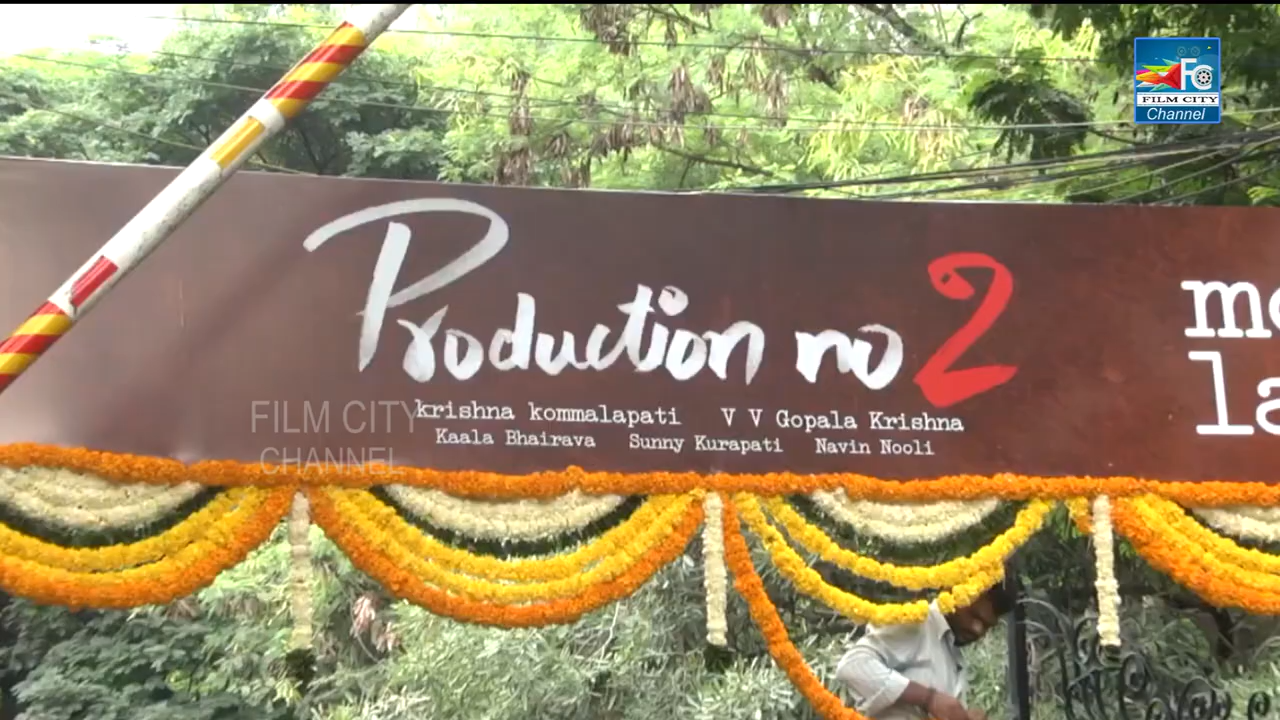 FC
FILM CITY
Channel
Production no 2
krishna kommalapati V V Gopala Krishna
Kaala Bhairava Sunny Kurapati Navin Nooli
FILM CITY
CHANNEL